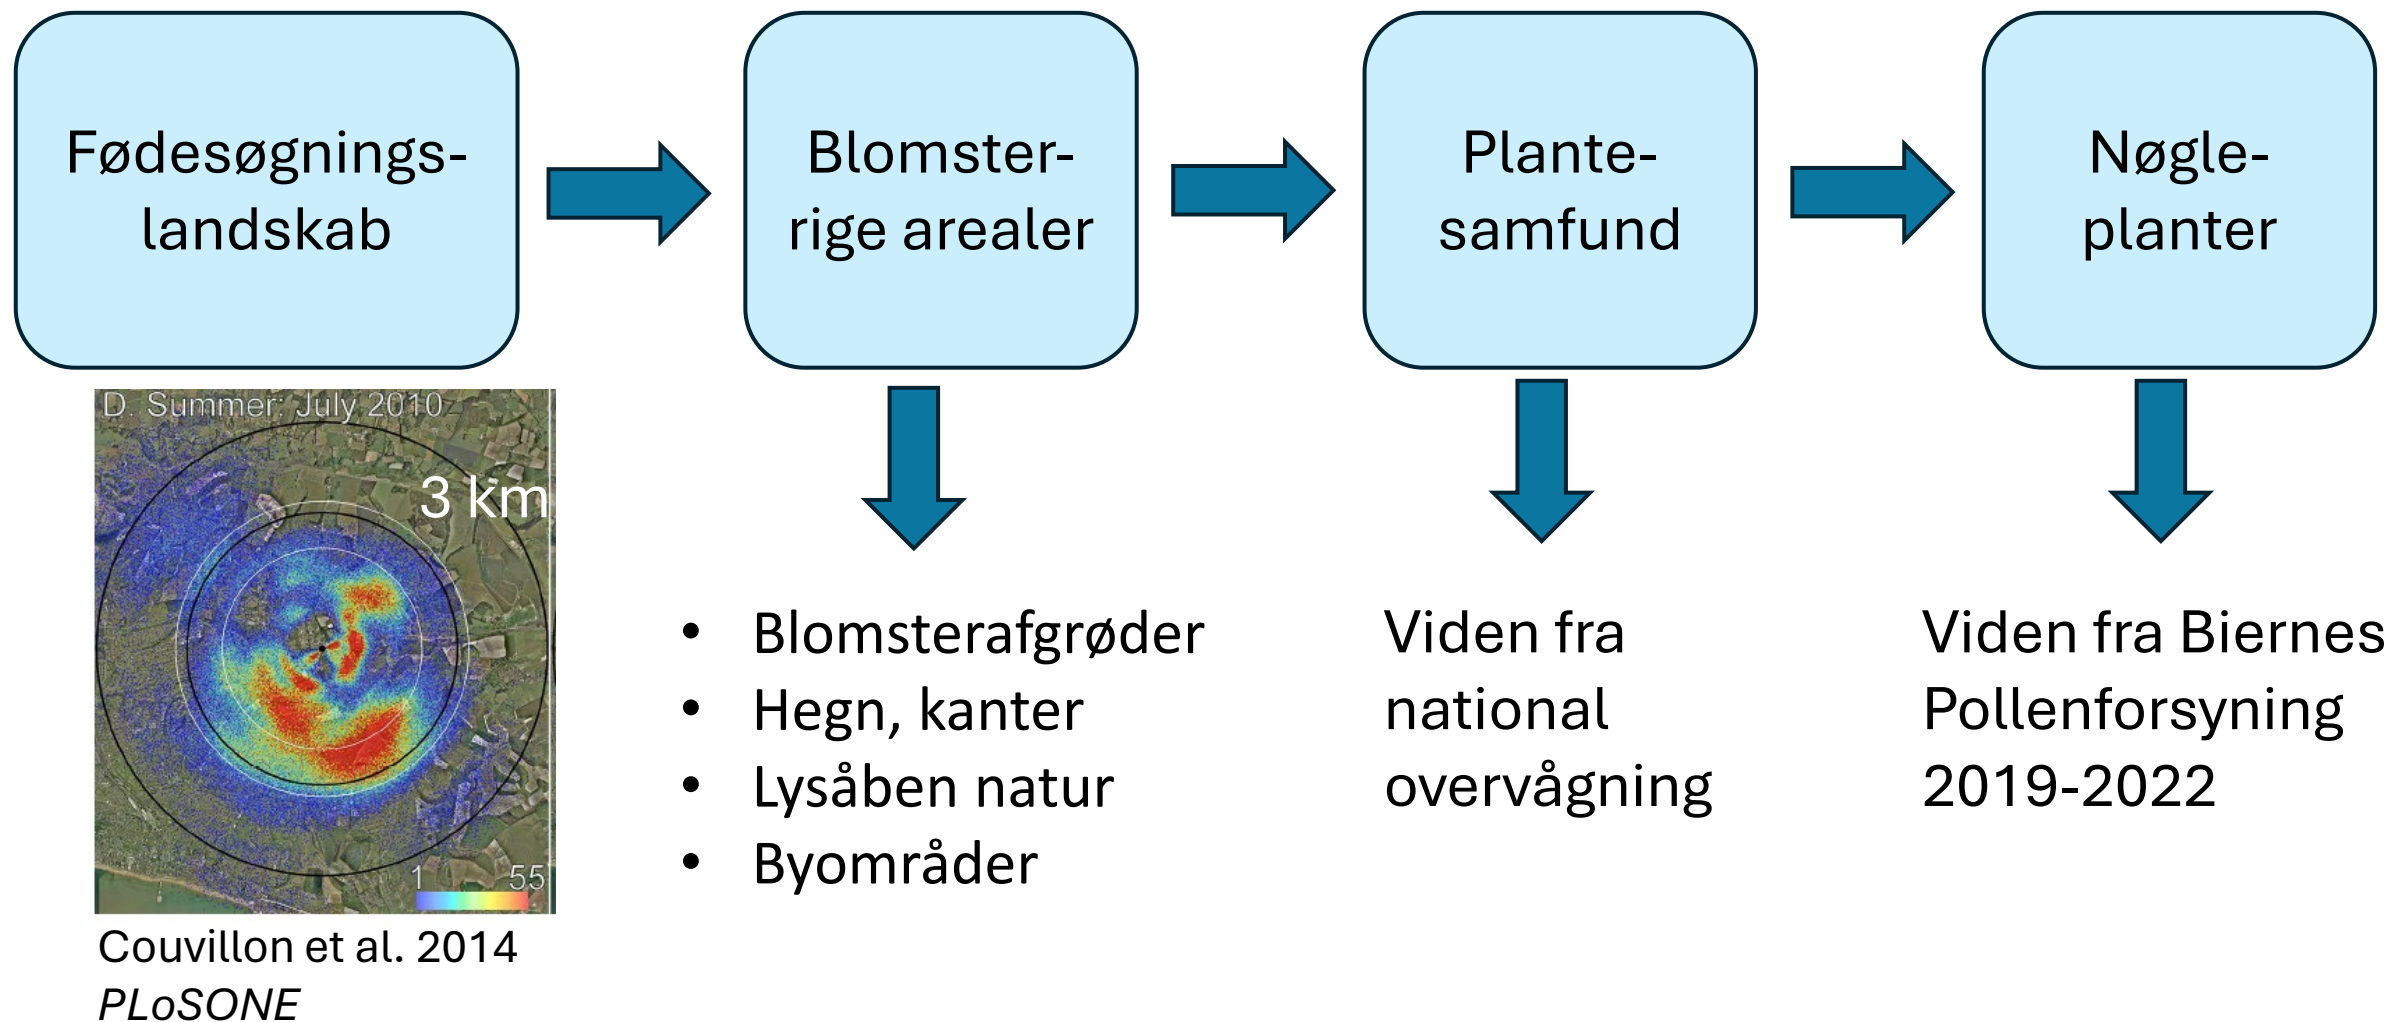 Fødesøgnings-
landskab
Blomster-
rige arealer
Plante-
samfund
Nøgle-
planter
D. Summer: July 2010
3 km
1 55
Couvillon et al. 2014
PLoSONE
• Blomsterafgrøder
• Hegn, kanter
• Lysåben natur
• Byområder
Viden fra
national
overvågning
Viden fra Biernes
Pollenforsyning
2019-2022